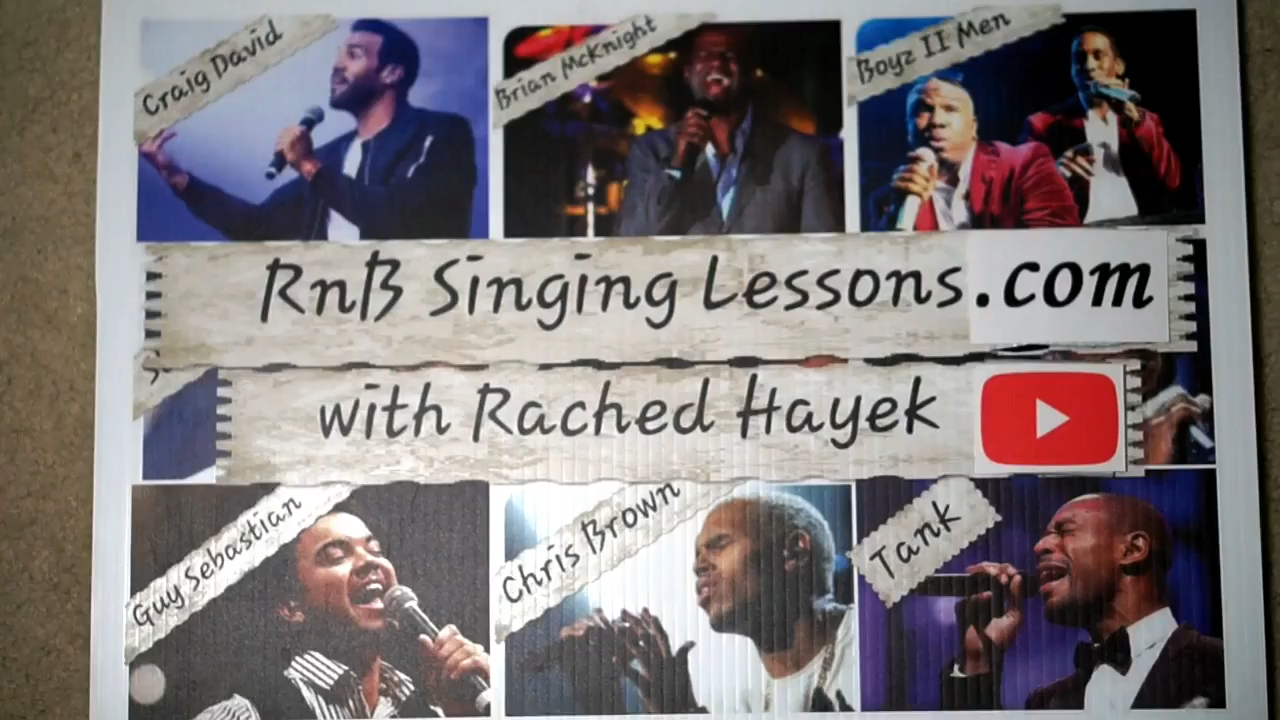 Craig David
Brian McKnight
Boyz II Men
RnB Singing Lessons.com
with Rached Hayek
Guy Sebastian
Chris Brown
Tank